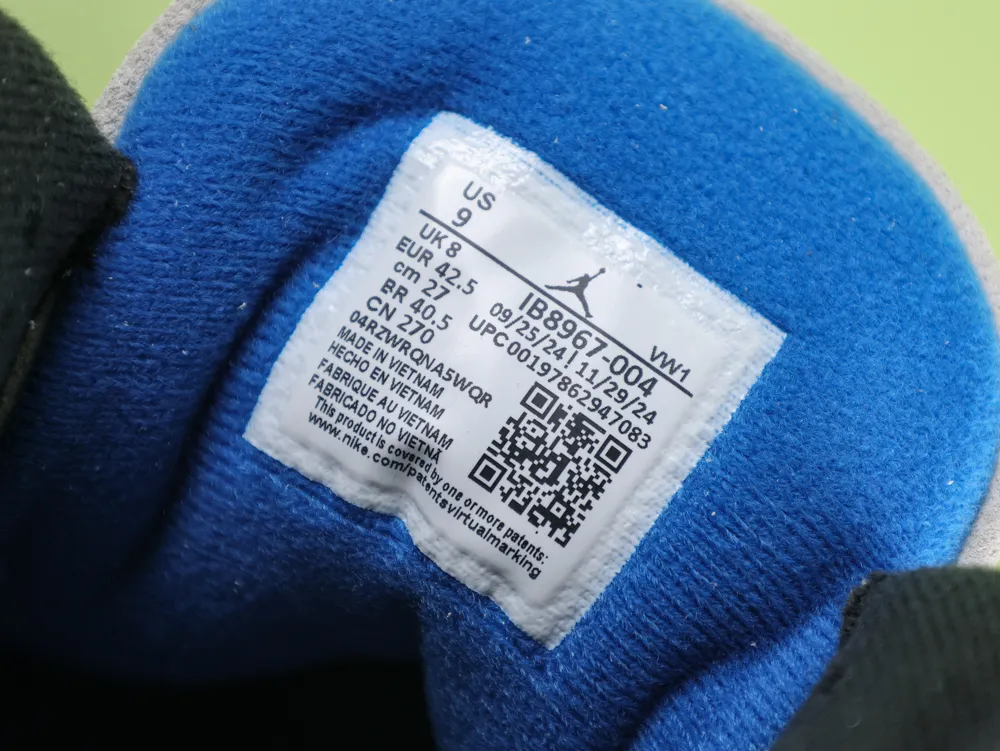 US
9
UK 8
EUR 42.5
cm 27
BR 40.5
CN 270
04RZWRQNA5WQR
VW1
IB8967-004
09/25/24 | 11/29/24
UPC00197862947083
MADE IN VIETNAM
HECHO EN VIETNAM
FABRIQUE AU VIETNAM
FABRICADO NO VIETNÃ
This product is covered by one or more patents:
www.nike.com/patentsvirtualmarking